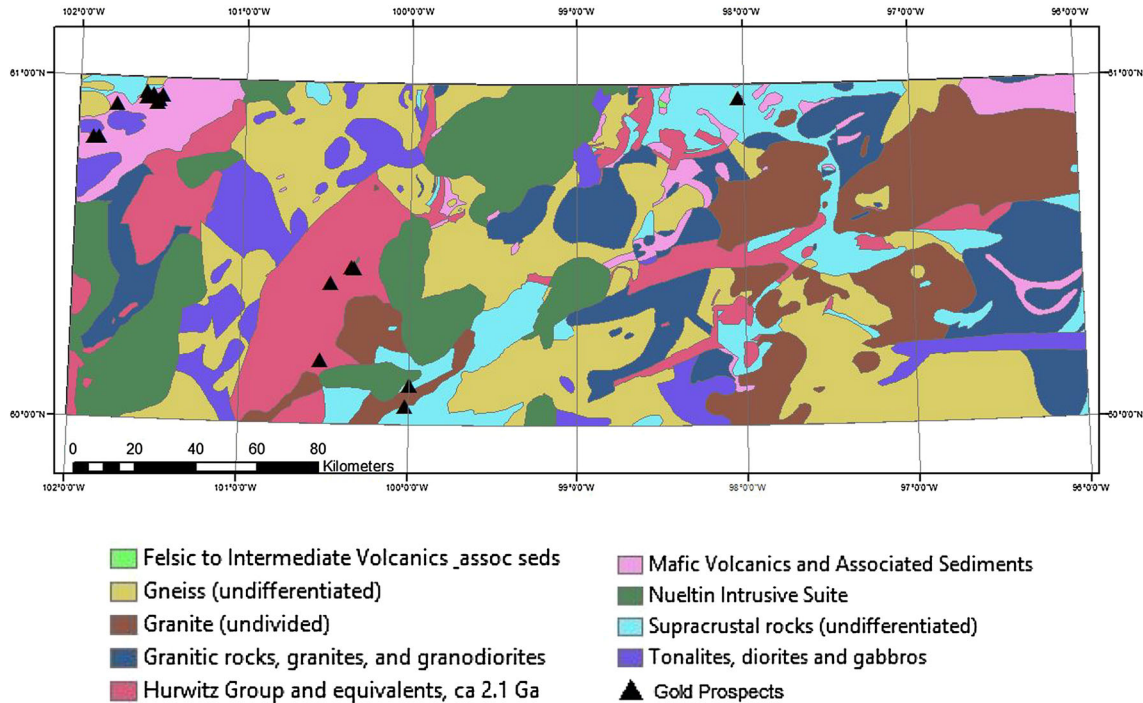 102°0'0"W 101°0'0"W 100°0'0"W 99°0'0"W 98°0'0"W 97°0'0"W 96°0'0"W
61°0'0"N 61°0'0"N
60°0'0"N 60°0'0"N
0 20 40 60 80
Kilometers
102°0'0"W 101°0'0"W 100°0'0"W 99°0'0"W 98°0'0"W 97°0'0"W 96°0'0"W
Felsic to Intermediate Volcanics _assoc seds
Gneiss (undifferentiated)
Granite (undivided)
Granitic rocks, granites, and granodiorites
Hurwitz Group and equivalents, ca 2.1 Ga
Mafic Volcanics and Associated Sediments
Nueltin Intrusive Suite
Supracrustal rocks (undifferentiated)
Tonalites, diorites and gabbros
Gold Prospects